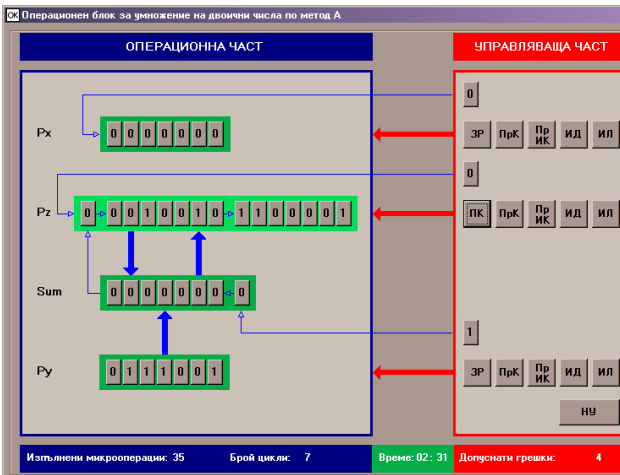 OK Операционен блок за умножение на двоични числа по метод А
ОПЕРАЦИОННА ЧАСТ УПРАВЛЯВАЩА ЧАСТ
0
Px 0 0 0 0 0 0 0 ЗР ПрК Пр ИК ИД ИЛ
0
Pz 0 0 0 1 0 0 1 0 1 1 0 0 0 0 1 ПК ПрК Пр ИК ИД ИЛ
Sum 0 0 0 0 0 0 0 0
1
Py 0 1 1 1 0 0 1 ЗР ПрК Пр ИК ИД ИЛ
НУ
Изпълнени микрооперации: 35 Брой цикли: 7 Време: 02: 31 Допуснати грешки: 4